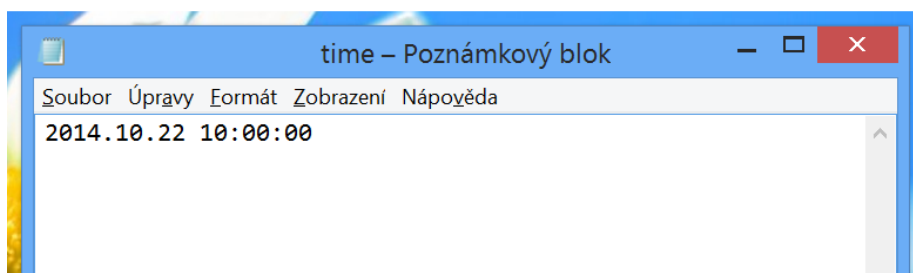 time – Poznámkový blok
Soubor Úpravy Formát Zobrazení Nápověda
2014.10.22 10:00:00